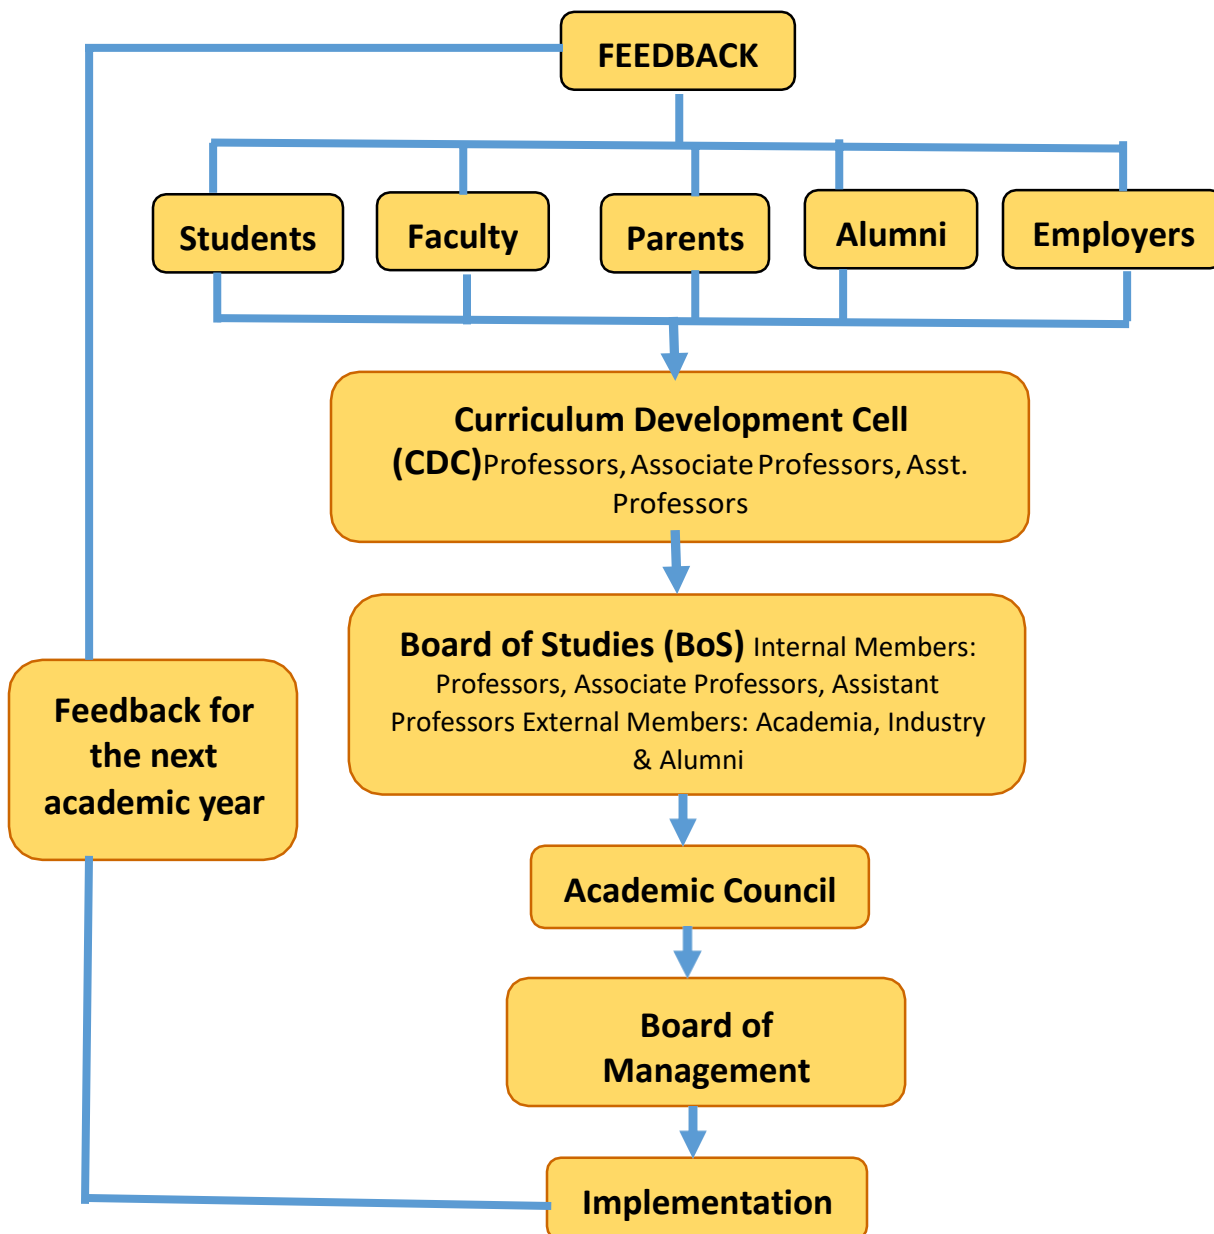 FEEDBACK
Students
Faculty
Parents
Alumni
Employers
Curriculum Development Cell
(CDC)Professors, Associate Professors, Asst.
Professors
Board of Studies (BoS) Internal Members:
Professors, Associate Professors, Assistant
Professors External Members: Academia, Industry
& Alumni
Feedback for
the next
academic year
Academic Council
Board of
Management
Implementation